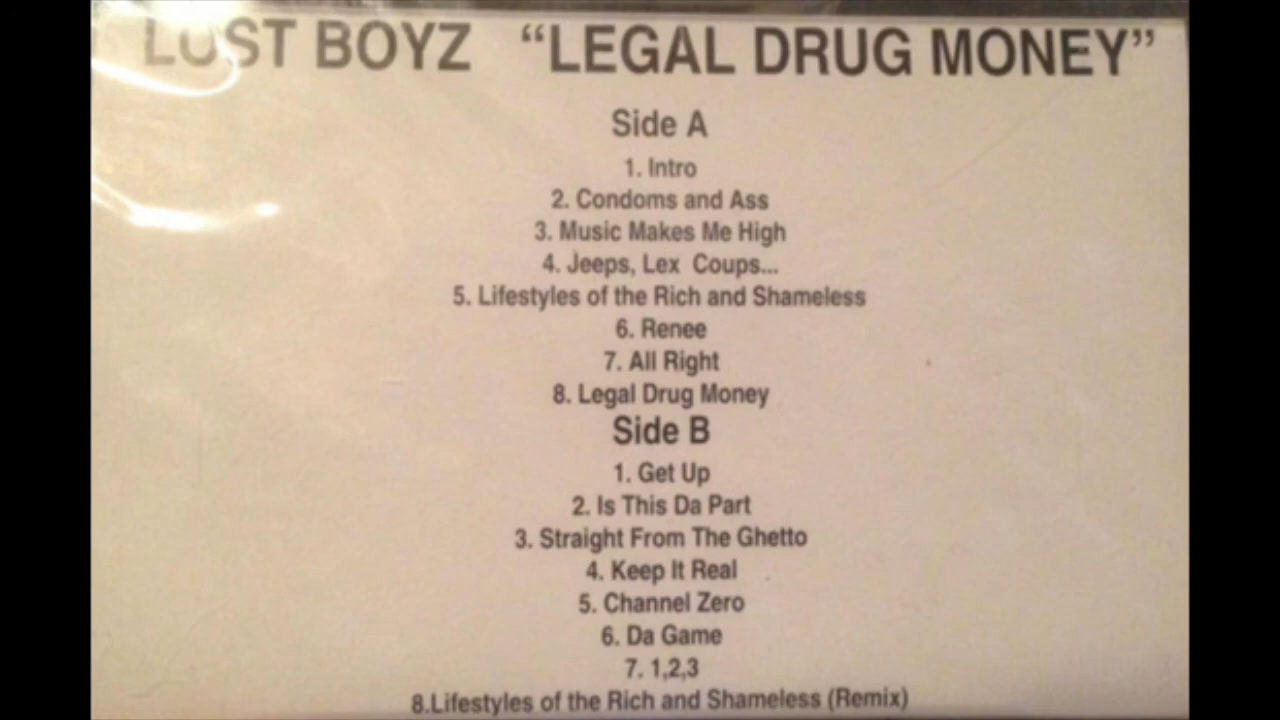 LOST BOYZ “LEGAL DRUG MONEY”
Side A
1. Intro
2. Condoms and Ass
3. Music Makes Me High
4. Jeeps, Lex Coups...
5. Lifestyles of the Rich and Shameless
6. Renee
7. All Right
8. Legal Drug Money
Side B
1. Get Up
2. Is This Da Part
3. Straight From The Ghetto
4. Keep It Real
5. Channel Zero
6. Da Game
7. 1,2,3
8.Lifestyles of the Rich and Shameless (Remix)